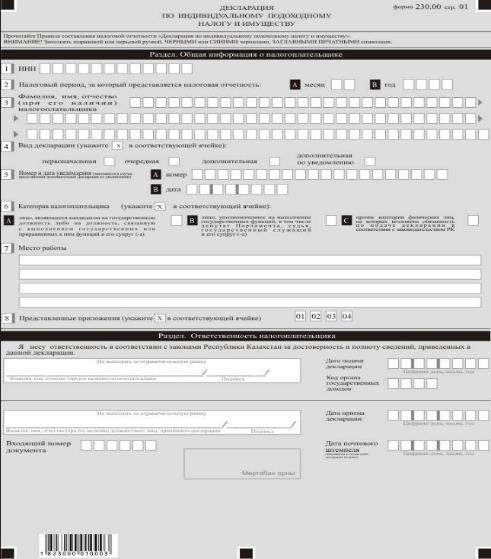 ДЕКЛАРАЦИЯ
форма 230.00 стр. 01
ПО ИНДИВИДУАЛЬНОМУ ПОДОХОДНОМУ
НАЛОГУ И ИМУЩЕСТВУ
Прочитайте Правила составления налоговой отчетности «Декларация по индивидуальному подоходному налогу и имуществу».
ВНИМАНИЕ! Заполнять шариковой или перьевой ручкой, ЧЕРНЫМИ или СИНИМИ чернилами, ЗАГЛАВНЫМИ ПЕЧАТНЫМИ символами.
Раздел. Общая информация о налогоплательщике
1 ИИН
2 Налоговый период, за который представляется налоговая отчетность: A месяц B год
3 Фамилия, имя, отчество
(при его наличии)
налогоплательщика
4 Вид декларации (укажите X в соответствующей ячейке):
первоначальная очередная дополнительная дополнительная
по уведомлению
5 Номер и дата уведомления A номер
B дата
6 Категория налогоплательщика (укажите X в соответствующей ячейке):
A лицо, являющееся кандидатом на государственную
должность либо на должность, связанную
с выполнением государственных или
приравненных к ним функций и его супруг (-а)
B лицо, уполномоченное на выполнение
государственных функций, в том числе
депутат Парламента, судья,
государственный служащий
и его супруг (-а)
C прочие категории физических лиц,
на которых возложена обязанность
по подаче декларации в
соответствии с законодательством РК
7 Место работы
8 Представленные приложения (укажите X в соответствующей ячейке) 01 02 03 04
Раздел. Ответственность налогоплательщика
Я несу ответственность в соответствии с законами Республики Казахстан за достоверность и полноту сведений, приведенных в
данной декларации.
Не выходить за ограничительную рамку
Фамилия, имя, отчество (при его наличии) налогоплательщика Подпись
Дата подачи
декларации
Цифрами день, месяц, год
Код органа
государственных
доходов
Не выходить за ограничительную рамку
Фамилия, имя, отчество (при его наличии) должностного лица, принявшего декларацию Подпись
Дата приема
декларации
Цифрами день, месяц, год
Входящий номер
документа
Дата почтового
штемпеля
Цифрами день, месяц, год
Мөртабан орны
1823000010003